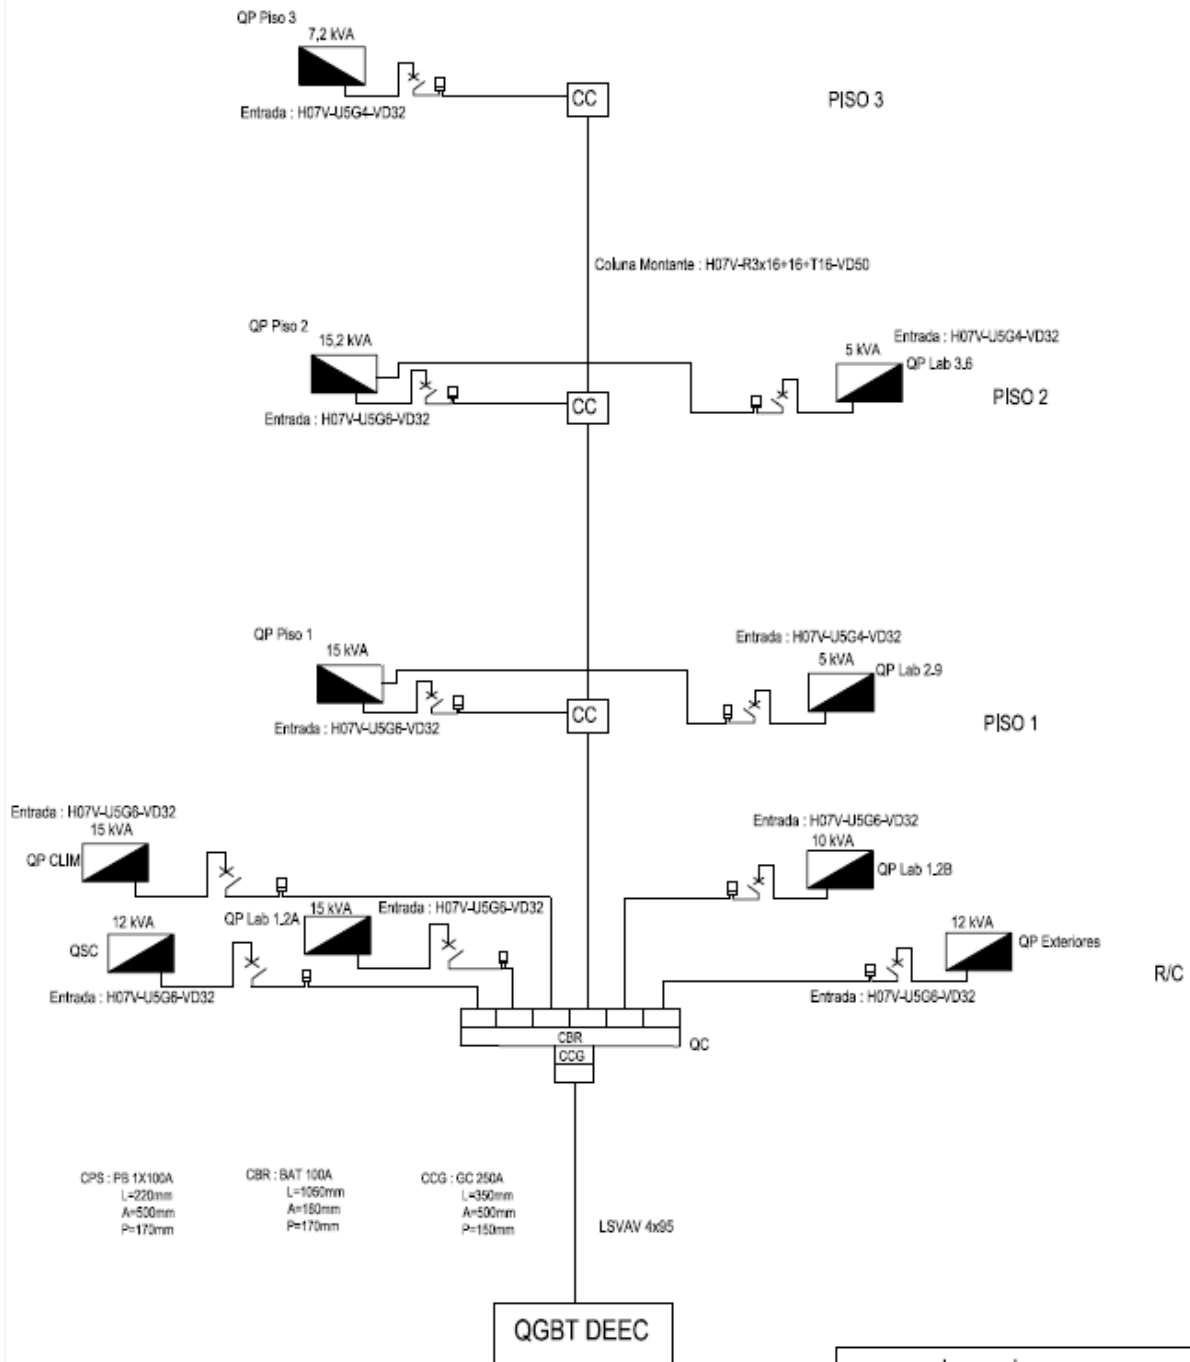 QP Piso 3
7,2 kVA
CC
PISO 3
Entrada : H07V-U5G4-VD32
Coluna Montante : H07V-R3x16+16+T16-VD50
QP Piso 2
15,2 kVA
Entrada : H07V-U5G4-VD32
5 kVA
QP Lab 3.6
PISO 2
CC
Entrada : H07V-U5G6-VD32
QP Piso 1
15 kVA
Entrada : H07V-U5G4-VD32
5 kVA
QP Lab 2.9
CC
PISO 1
Entrada : H07V-U5G6-VD32
Entrada : H07V-U5G6-VD32
15 kVA
QP CLIM
Entrada : H07V-U5G6-VD32
10 kVA
QP Lab 1.2B
QP Lab 1.2A
15 kVA
Entrada : H07V-U5G6-VD32
12 kVA
QSC
Entrada : H07V-U5G6-VD32
12 kVA
QP Exteriores
Entrada : H07V-U5G6-VD32
R/C
CBR
QC
CCG
CPS : PB 1X100A
L=220mm
A=500mm
P=170mm
CBR : BAT 100A
L=1050mm
A=180mm
P=170mm
CCG : GC 250A
L=350mm
A=500mm
P=150mm
LSVAV 4x95
QGBT DEEC